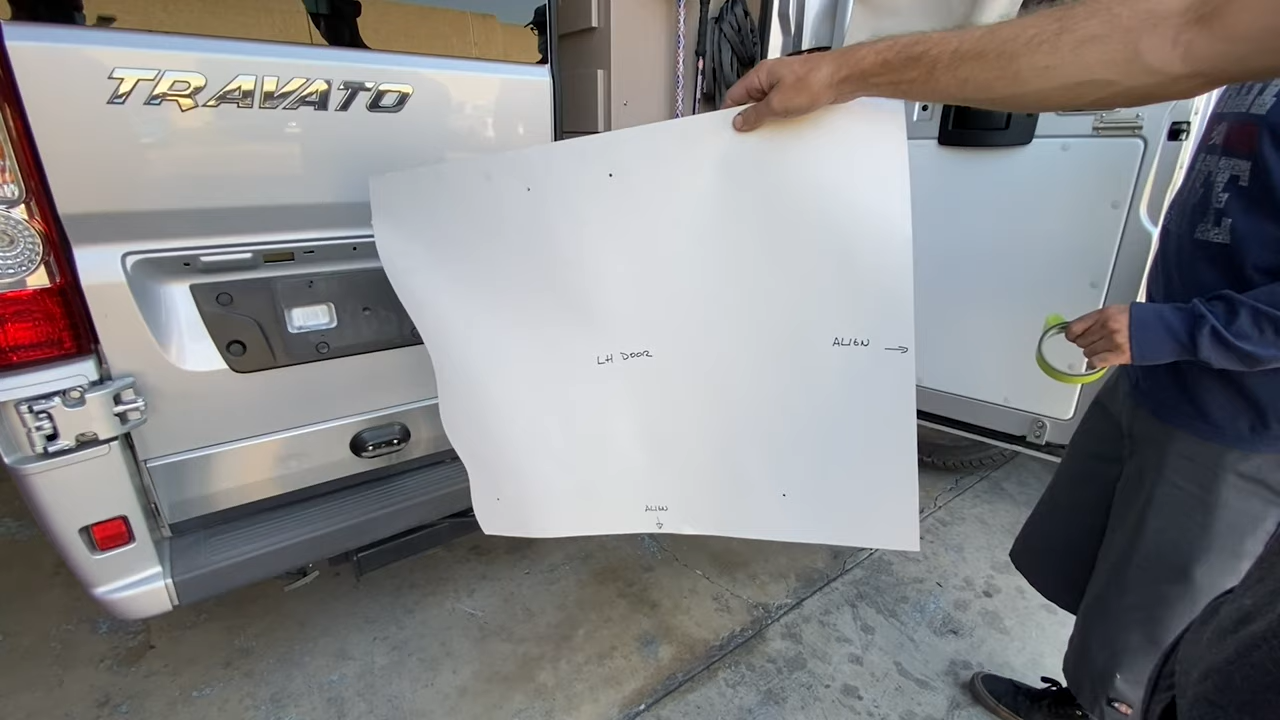 TRAVATO
LH DOOR
ALIGN →
ALIGN
↓